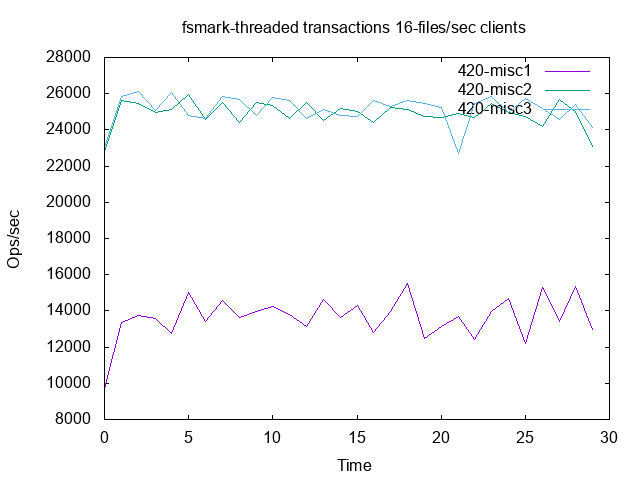 fsmark-threaded transactions 16-files/sec clients
28000
26000
24000
22000
20000
18000
16000
14000
12000
10000
8000
Ops/sec
420-misc1
420-misc2
420-misc3
0 5 10 15 20 25 30
Time